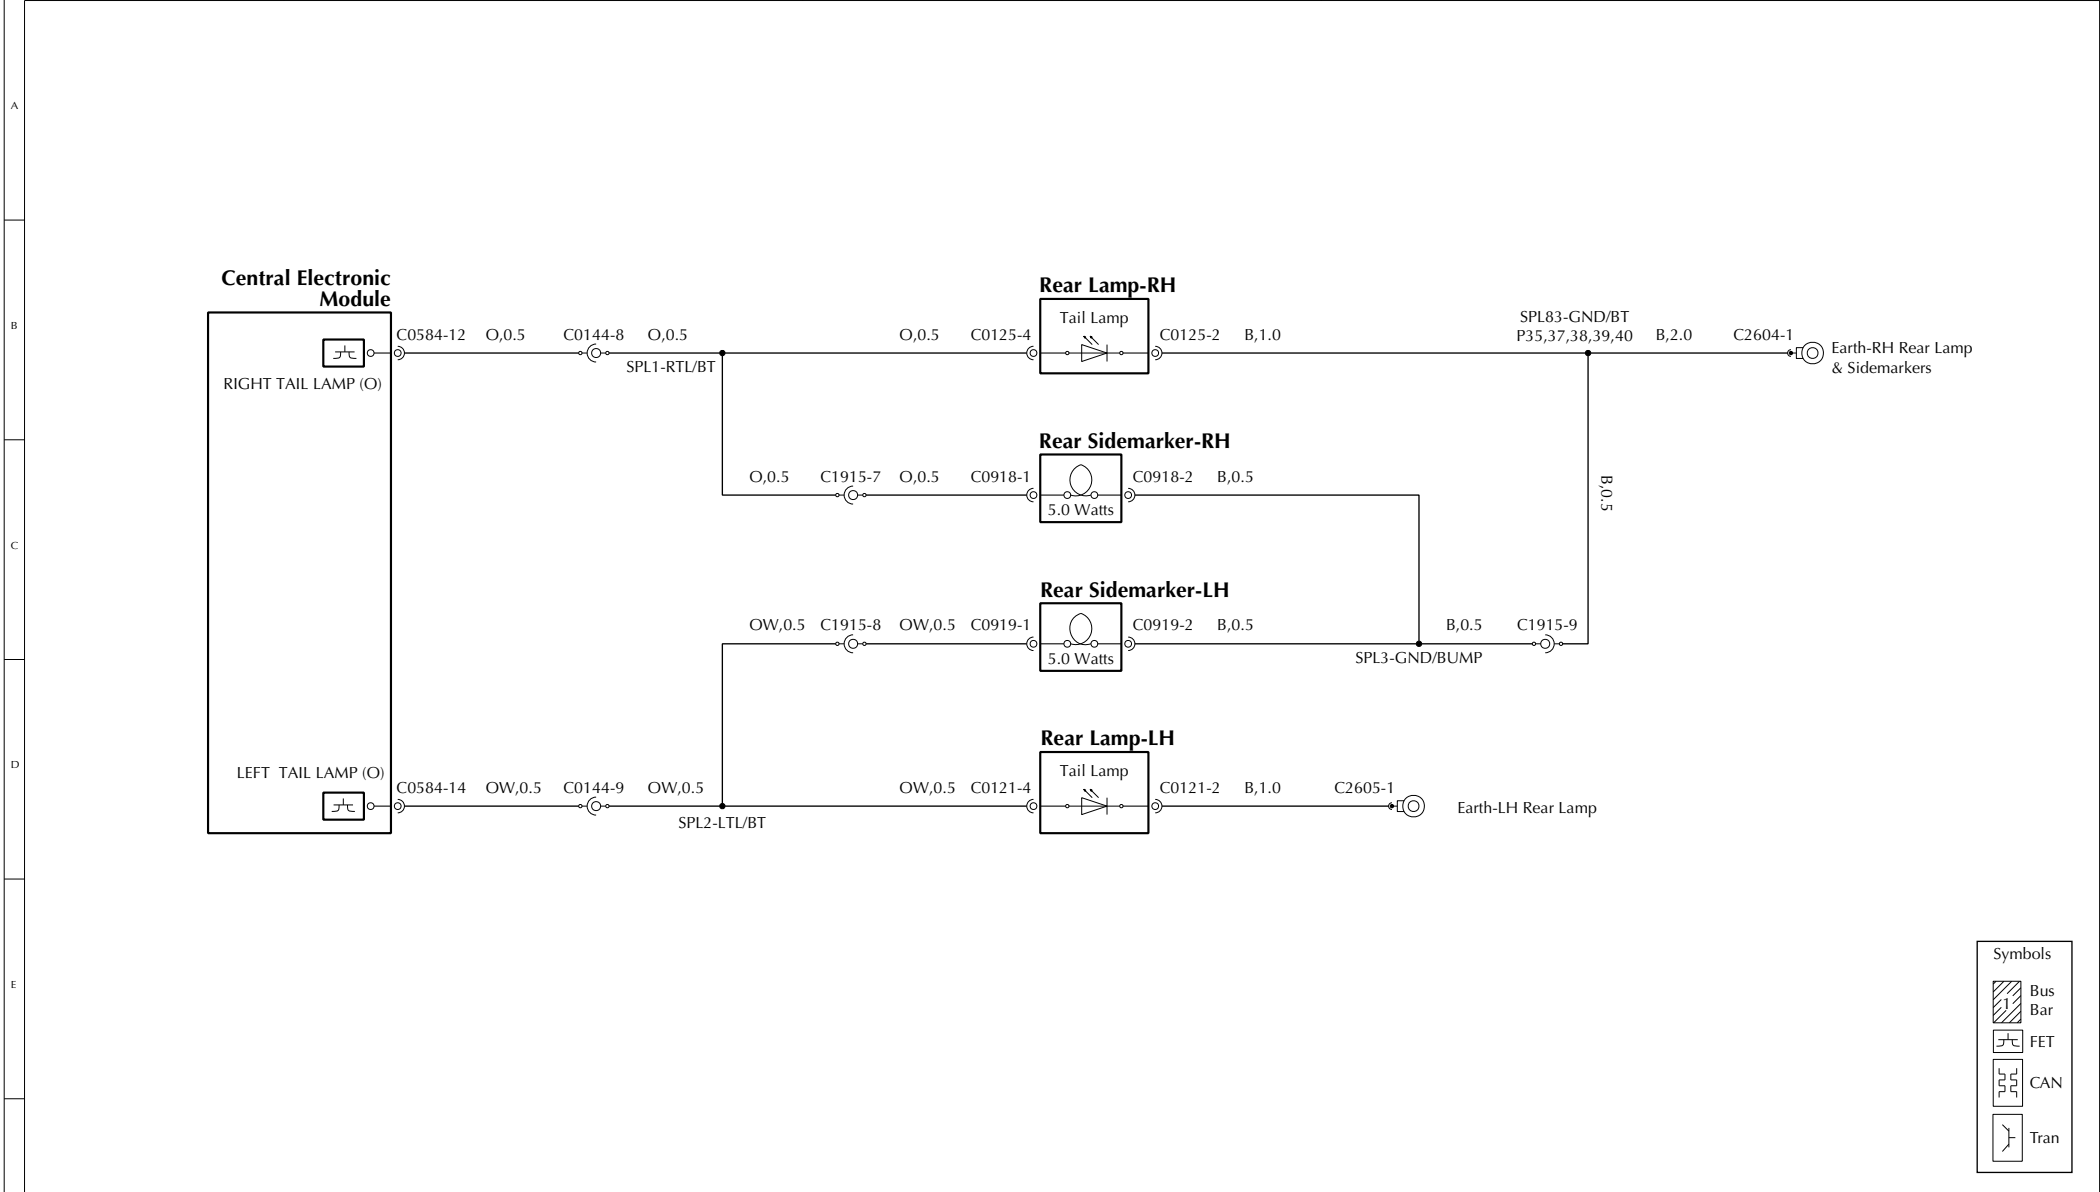 A
B
C
D
E
Central Electronic
Module
C0584-12 O,0.5 C0144-8 O,0.5
SPL1-RTL/BT
RIGHT TAIL LAMP (O)
Rear Lamp-RH
Tail Lamp
O,0.5 C0125-4
C0125-2 B,1.0
SPL83-GND/BT
P35,37,38,39,40 B,2.0 C2604-1
Earth-RH Rear Lamp
& Sidemarkers
Rear Sidemarker-RH
O,0.5 C1915-7 O,0.5 C0918-1
5.0 Watts
C0918-2 B,0.5
B,0.5
Rear Sidemarker-LH
OW,0.5 C1915-8 OW,0.5 C0919-1
5.0 Watts
C0919-2 B,0.5
B,0.5 C1915-9
SPL3-GND/BUMP
Rear Lamp-LH
Tail Lamp
LEFT TAIL LAMP (O)
C0584-14 OW,0.5 C0144-9 OW,0.5
SPL2-LTL/BT
OW,0.5 C0121-4
C0121-2 B,1.0 C2605-1
Earth-LH Rear Lamp
Symbols
1
Bus
Bar
FET
CAN
Tran